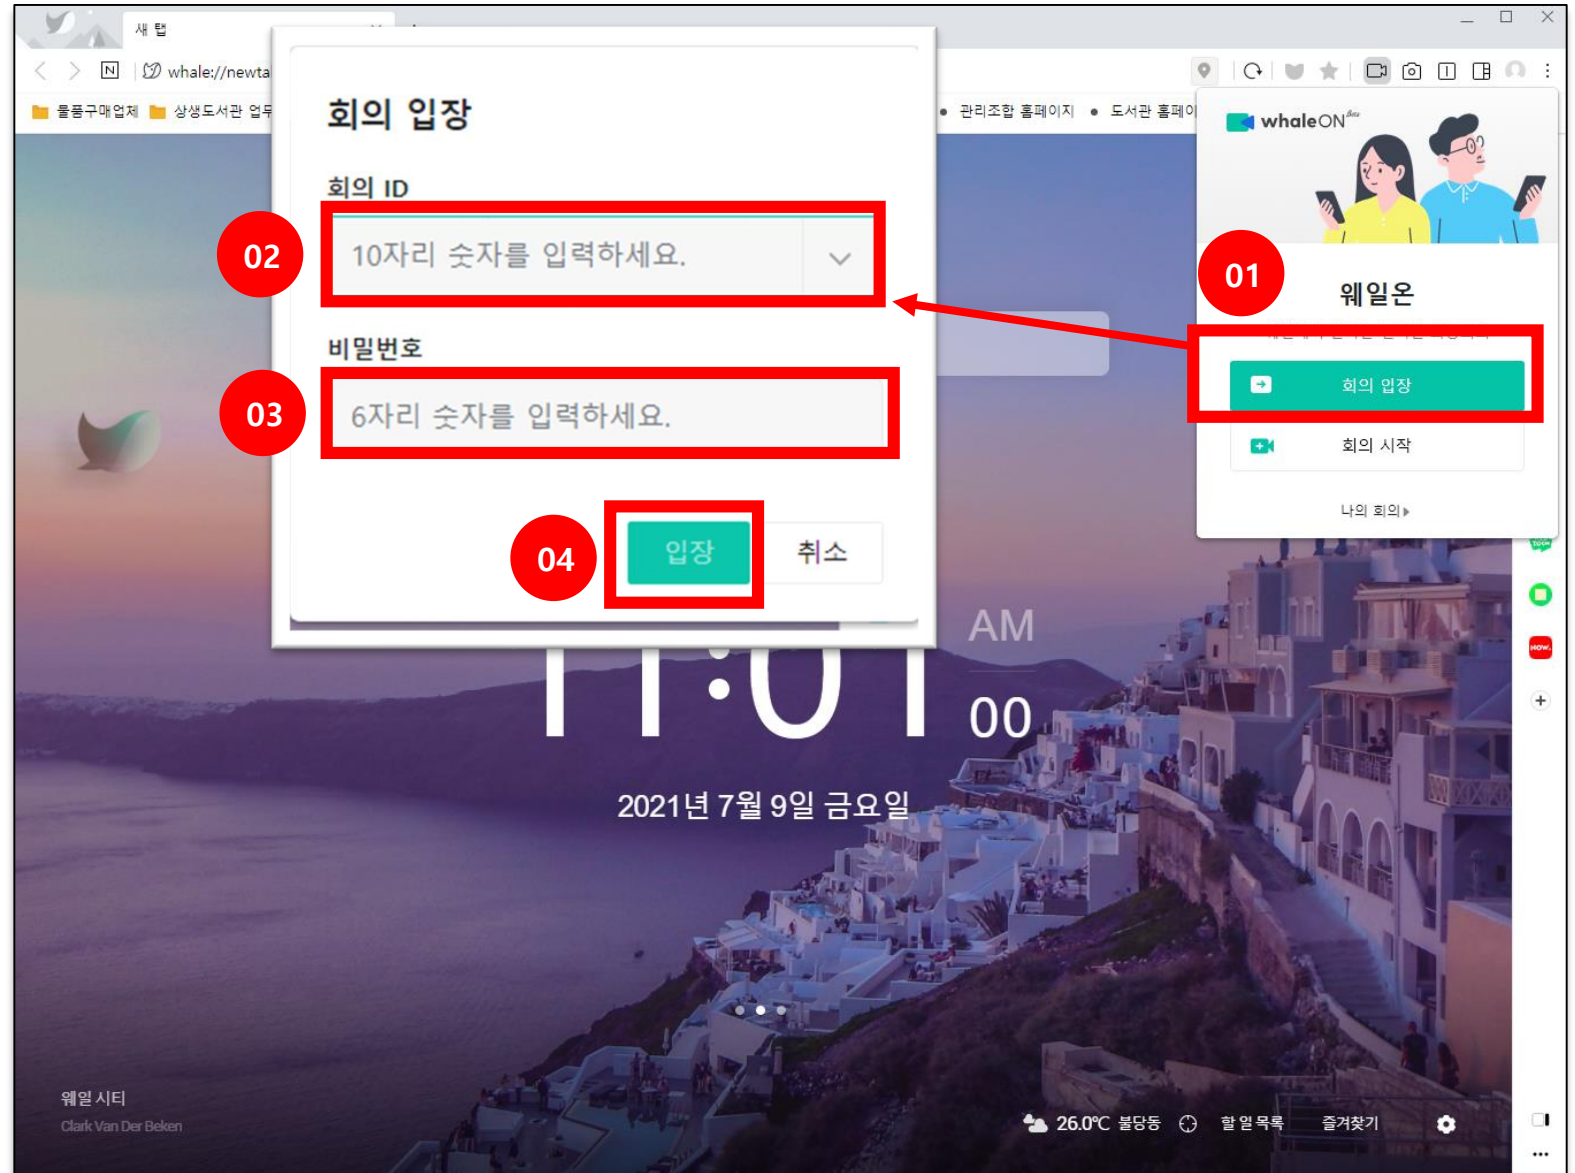 새 탭
whale://newta
물품구매업체
상생도서관 업무
관리조합 홈페이지
도서관 홈페이
whaleON Beta
웨일온
01
회의 입장
회의 시작
나의 회의
회의 입장
회의 ID
02
10자리 숫자를 입력하세요.
비밀번호
03
6자리 숫자를 입력하세요.
04
입장
취소
NOW.
11:01
AM
00
2021년 7월 9일 금요일
웨일 시티
Clark Van Der Beken
26.0℃ 불당동
할 일 목록
즐겨찾기